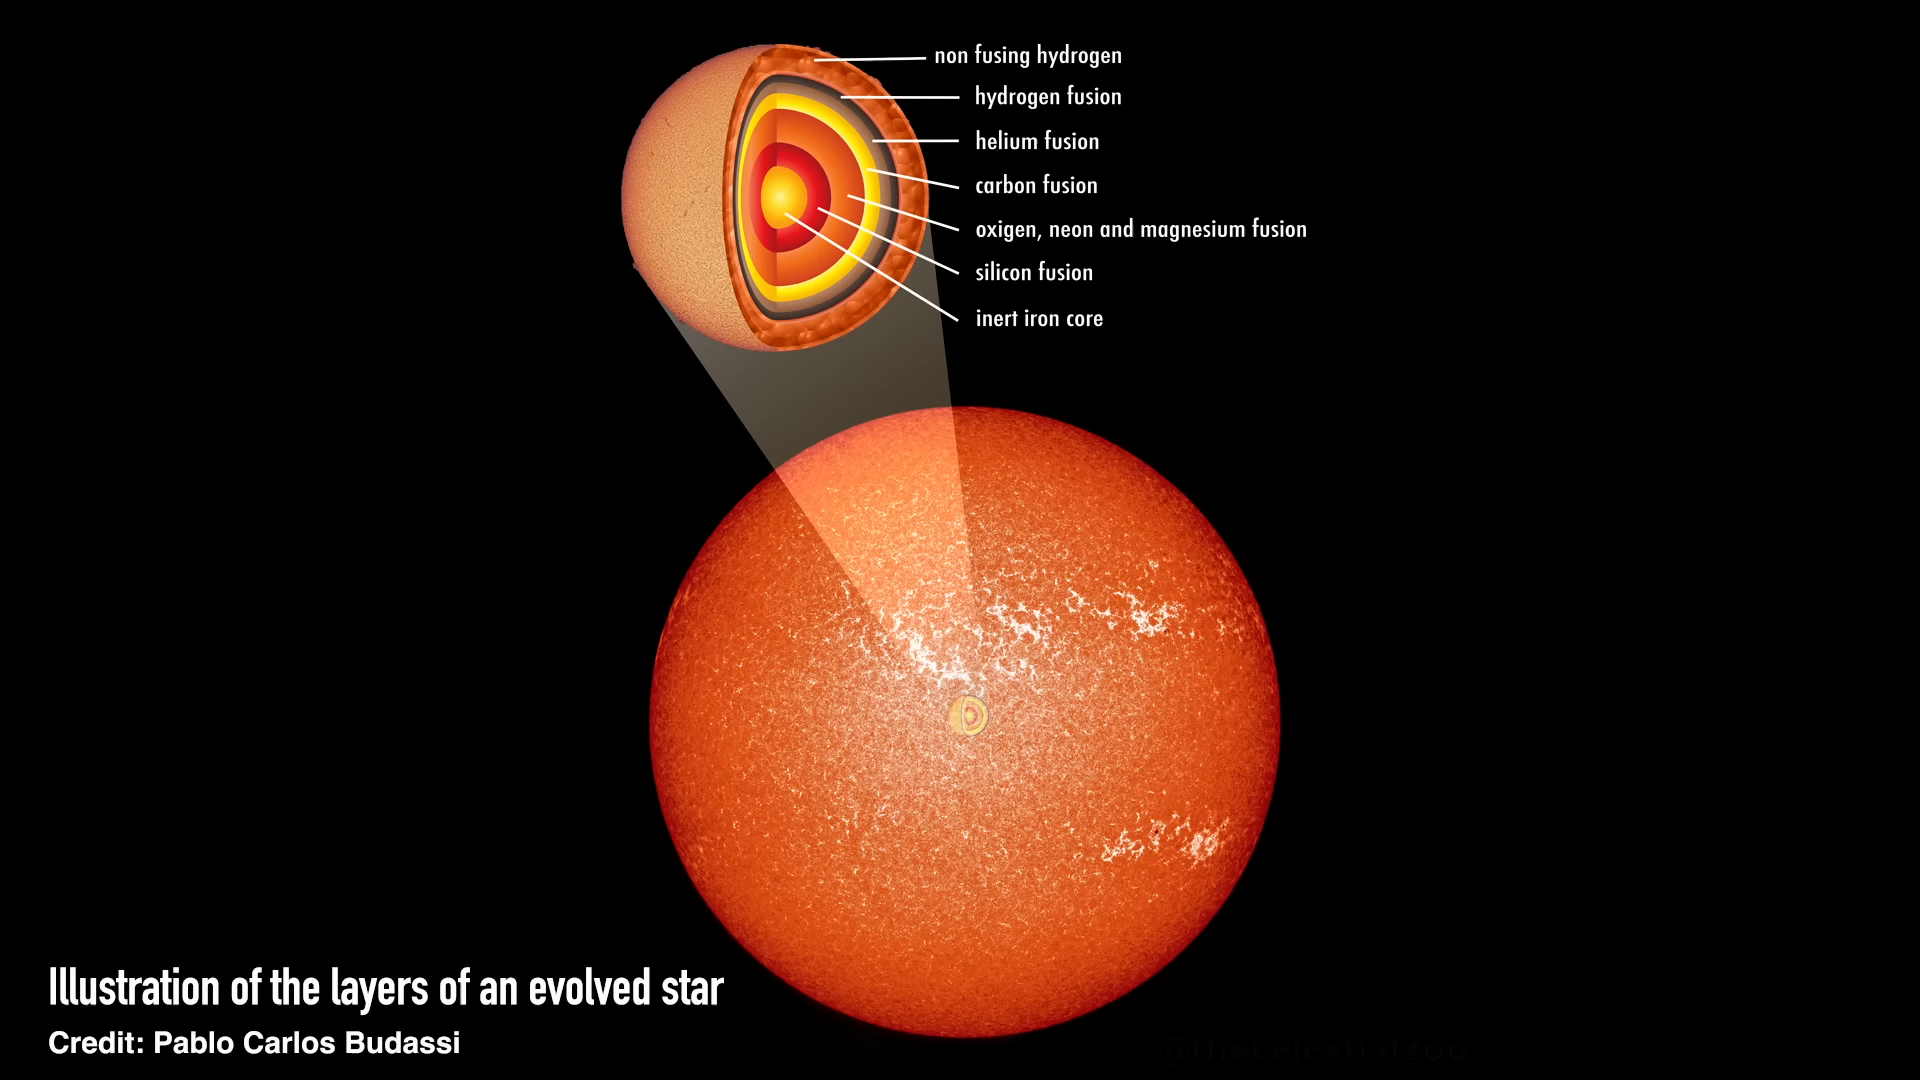 non fusing hydrogen
hydrogen fusion
helium fusion
carbon fusion
oxigen, neon and magnesium fusion
silicon fusion
inert iron core
Illustration of the layers of an evolved star
Credit: Pablo Carlos Budassi
@thecelestialzoo